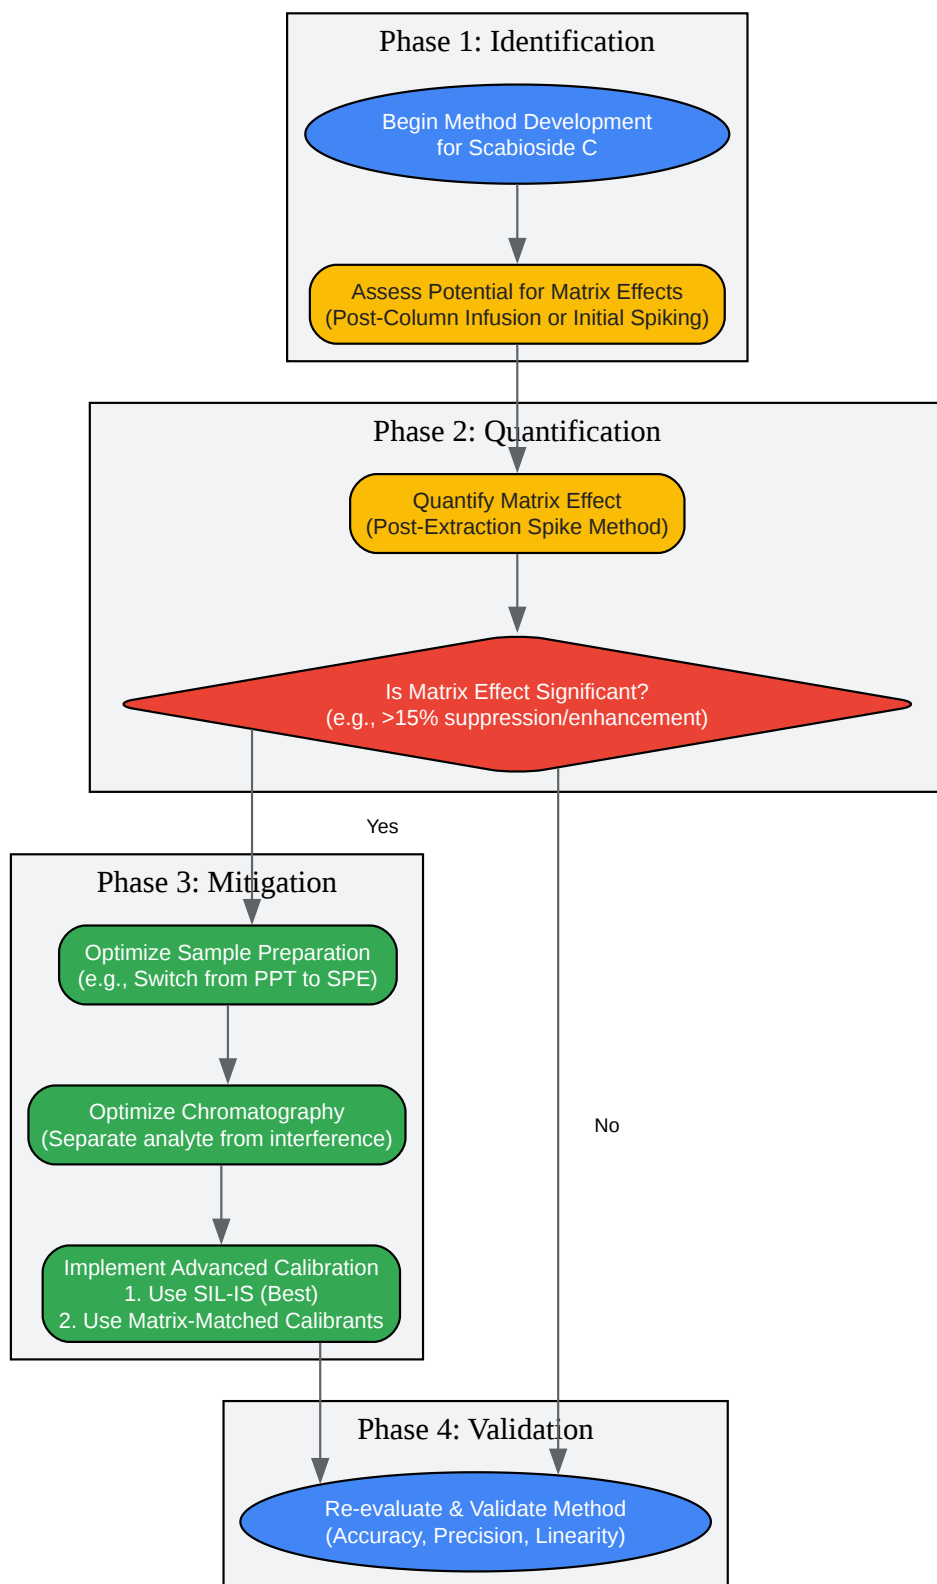 Phase 1: Identification
Begin Method Development
for Scabioside C
Assess Potential for Matrix Effects
(Post-Column Infusion or Initial Spiking)
Phase 2: Quantification
Quantify Matrix Effect
(Post-Extraction Spike Method)
Is Matrix Effect Significant?
(e.g., >15% suppression/enhancement)
Yes
Phase 3: Mitigation
Optimize Sample Preparation
(e.g., Switch from PPT to SPE)
Optimize Chromatography
(Separate analyte from interference)
No
Implement Advanced Calibration
1. Use SIL-IS (Best)
2. Use Matrix-Matched Calibrants
Phase 4: Validation
Re-evaluate & Validate Method
(Accuracy, Precision, Linearity)